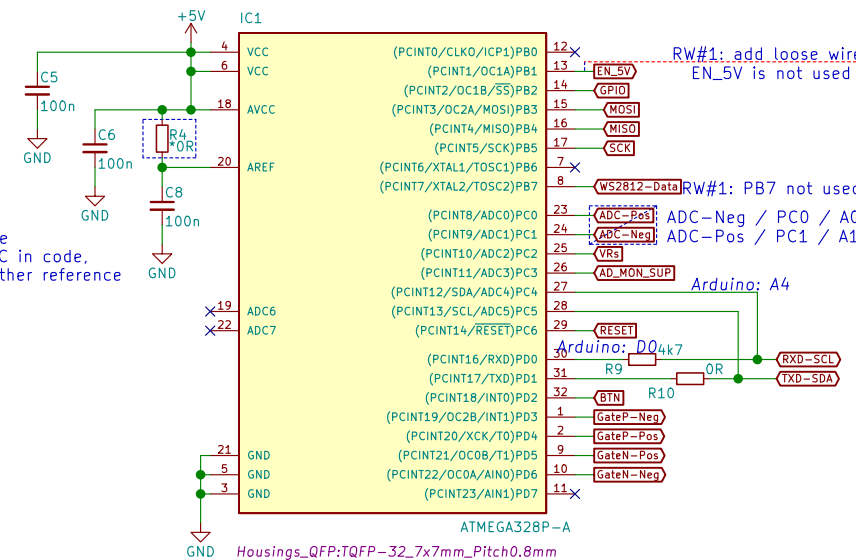 +5V
IC1
4 VCC
6 VCC
18 AVCC
20 AREF
19 ADC6
22 ADC7
21 GND
5 GND
3 GND
C5
100n
GND
C6
100n
GND
R4
*0R
C8
100n
GND
e
C in code,
ther reference
GND
(PCINT0/CLKO/ICP1)PB0 12
(PCINT1/OC1A)PB1 13 EN_5V
(PCINT2/OC1B/SS)PB2 14 GPIO
(PCINT3/OC2A/MOSI)PB3 15 MOSI
(PCINT4/MISO)PB4 16 MISO
(PCINT5/SCK)PB5 17 SCK
(PCINT6/XTAL1/TOSC1)PB6 7
(PCINT7/XTAL2/TOSC2)PB7 8 WS2812-Data
(PCINT8/ADC0)PC0 23 ADC-Pos
(PCINT9/ADC1)PC1 24 ADC-Neg
(PCINT10/ADC2)PC2 25 VRs
(PCINT11/ADC3)PC3 26 AD_MON_SUP
(PCINT12/SDA/ADC4)PC4 27
(PCINT13/SCL/ADC5)PC5 28
(PCINT14/RESET)PC6 29 RESET
(PCINT16/RXD)PD0 30
(PCINT17/TXD)PD1 31
(PCINT18/INT0)PD2 32 BTN
(PCINT19/OC2B/INT1)PD3 1 GateP-Neg
(PCINT20/XCK/T0)PD4 2 GateP-Pos
(PCINT21/OC0B/T1)PD5 9 GateN-Pos
(PCINT22/OC0A/AIN0)PD6 10 GateN-Neg
(PCINT23/AIN1)PD7 11
RW#1: add loose wire
EN_5V is not used
RW#1: PB7 not used
ADC-Neg / PC0 / A0
ADC-Pos / PC1 / A1
Arduino: A4
Arduino: D0
4k7
R9
RXD-SCL
0R
R10
TXD-SDA
ATMEGA328P-A
Housings_QFP:TQFP-32_7x7mm_Pitch0.8mm